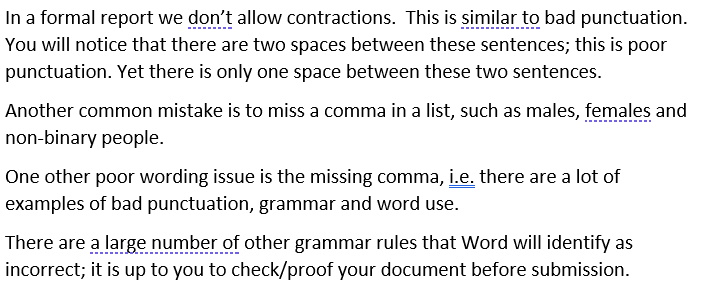 In a formal report we don’t allow contractions.  This is similar to bad punctuation.
You will notice that there are two spaces between these sentences; this is poor
punctuation. Yet there is only one space between these two sentences.
Another common mistake is to miss a comma in a list, such as males, females and
non-binary people.
One other poor wording issue is the missing comma, i.e. there are a lot of
examples of bad punctuation, grammar and word use.
There are a large number of other grammar rules that Word will identify as
incorrect; it is up to you to check/proof your document before submission.